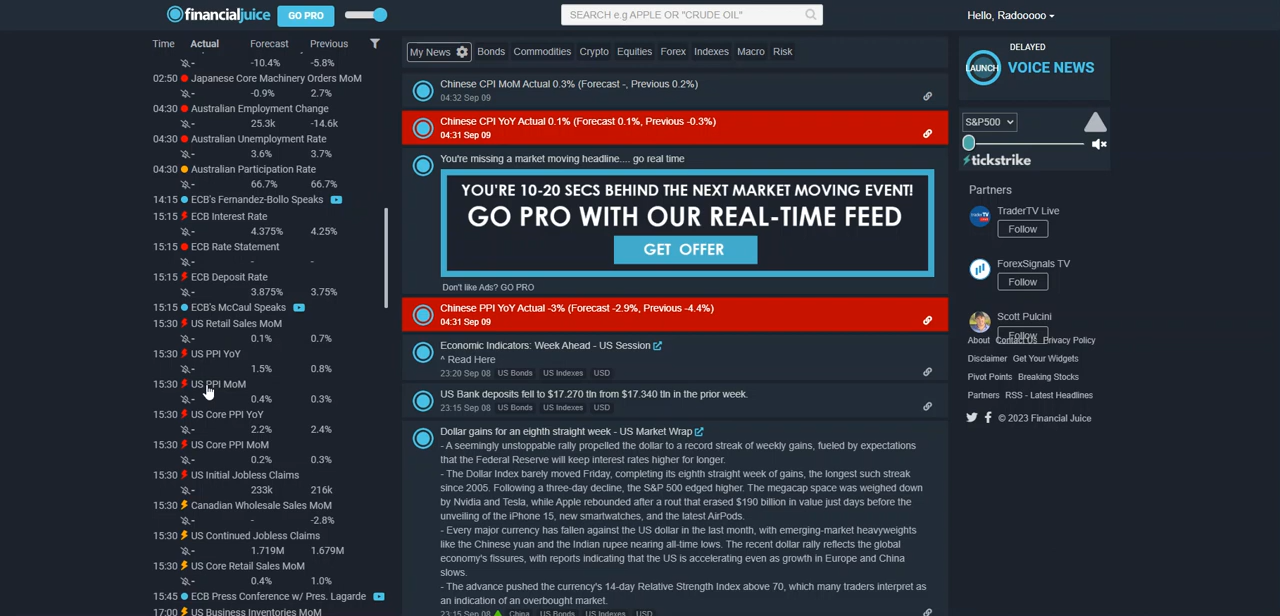 financialjuice GO PRO
SEARCH e.g APPLE OR "CRUDE OIL"
Hello, Radooooo
Time Actual Forecast Previous
- -10.4% -5.8%
02:50 Japanese Core Machinery Orders MoM
- -0.9% 2.7%
04:30 Australian Employment Change
- 25.3k -14.6k
04:30 Australian Unemployment Rate
- 3.6% 3.7%
04:30 Australian Participation Rate
- 66.7% 66.7%
14:15 ECB's Fernandez-Bollo Speaks
15:15 ECB Interest Rate
- 4.375% 4.25%
15:15 ECB Rate Statement
- - -
15:15 ECB Deposit Rate
- 3.875% 3.75%
15:15 ECB's McCaul Speaks
15:30 US Retail Sales MoM
- 0.1% 0.7%
15:30 US PPI YoY
- 1.5% 0.8%
15:30 US PPI MoM
- 0.4% 0.3%
15:30 US Core PPI YoY
- 2.2% 2.4%
15:30 US Core PPI MoM
- 0.2% 0.3%
15:30 US Initial Jobless Claims
- 233k 216k
15:30 Canadian Wholesale Sales MoM
- - -2.8%
15:30 US Continued Jobless Claims
- 1.719M 1.679M
15:30 US Core Retail Sales MoM
- 0.4% 1.0%
15:45 ECB Press Conference w/ Pres. Lagarde
17:00 US Business Inventories MoM
My News Bonds Commodities Crypto Equities Forex Indexes Macro Risk
Chinese CPI MoM Actual 0.3% (Forecast -, Previous 0.2%)
04:32 Sep 09
Chinese CPI YoY Actual 0.1% (Forecast 0.1%, Previous -0.3%)
04:31 Sep 09
You're missing a market moving headline.... go real time
YOU'RE 10-20 SECS BEHIND THE NEXT MARKET MOVING EVENT!
GO PRO WITH OUR REAL-TIME FEED
GET OFFER
Don't like Ads? GO PRO
Chinese PPI YoY Actual -3% (Forecast -2.9%, Previous -4.4%)
04:31 Sep 09
Economic Indicators: Week Ahead - US Session
^ Read Here
23:20 Sep 08 US Bonds US Indexes USD
US Bank deposits fell to $17.270 tln from $17.340 tln in the prior week.
23:15 Sep 08 US Bonds US Indexes USD
Dollar gains for an eighth straight week - US Market Wrap
- A seemingly unstoppable rally propelled the dollar to a record streak of weekly gains, fueled by expectations
that the Federal Reserve will keep interest rates higher for longer.
- The Dollar Index barely moved Friday, completing its eighth straight week of gains, the longest such streak
since 2005. Following a three-day decline, the S&P 500 edged higher. The megacap space was weighed down
by Nvidia and Tesla, while Apple rebounded after a rout that erased $190 billion in value just days before the
unveiling of the iPhone 15, new smartwatches, and the latest AirPods.
- Every major currency has fallen against the US dollar in the last month, with emerging-market heavyweights
like the Chinese yuan and the Indian rupee nearing all-time lows. The recent dollar rally reflects the global
economy's fissures, with reports indicating that the US is accelerating even as growth in Europe and China
slows.
- The advance pushed the currency's 14-day Relative Strength Index above 70, which many traders interpret as
an indication of an overbought market.
23:15 Sep 08 China US Bonds US Indexes USD
DELAYED
LAUNCH VOICE NEWS
S&P500
tickstrike
Partners
TraderTV Live
Follow
ForexSignals TV
Follow
Scott Pulcini
Follow
About Contact Us Privacy Policy
Disclaimer Get Your Widgets
Pivot Points Breaking Stocks
Partners RSS - Latest Headlines
© 2023 Financial Juice